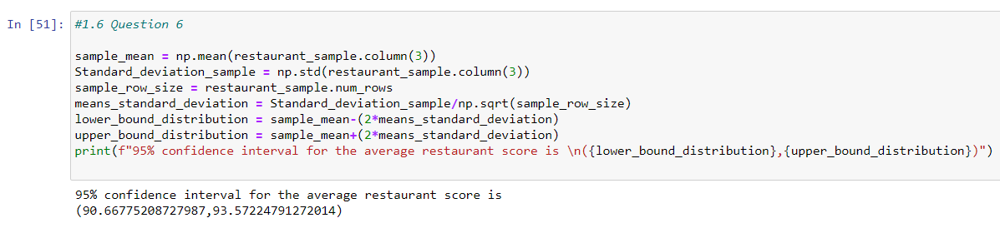 In [51]: #1.6 Question 6
sample_mean = np.mean(restaurant_sample.column(3))
Standard_deviation_sample = np.std(restaurant_sample.column(3))
sample_row_size = restaurant_sample.num_rows
means_standard_deviation = Standard_deviation_sample/np.sqrt(sample_row_size)
lower_bound_distribution = sample_mean-(2*means_standard_deviation)
upper_bound_distribution = sample_mean+(2*means_standard_deviation)
print(f"95% confidence interval for the average restaurant score is \n({lower_bound_distribution},{upper_bound_distribution})")
95% confidence interval for the average restaurant score is
(90.66775208727987,93.57224791272014)